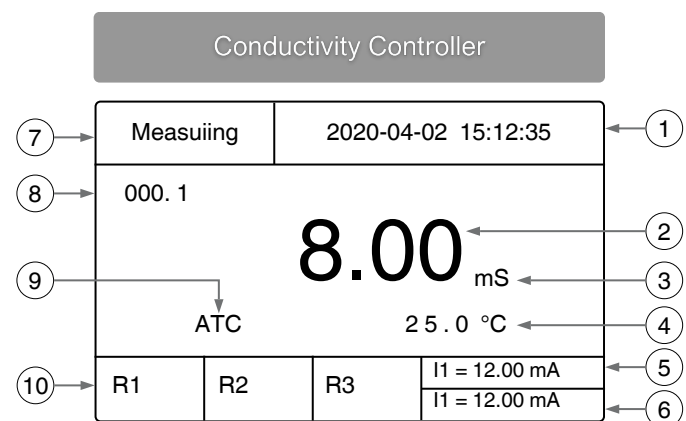 Conductivity Controller
7
Measuiing
2020-04-02 15:12:35
1
8
000. 1
8.00
2
mS
3
9
ATC
25.0 °C
4
10
R1
R2
R3
I1 = 12.00 mA
5
I1 = 12.00 mA
6